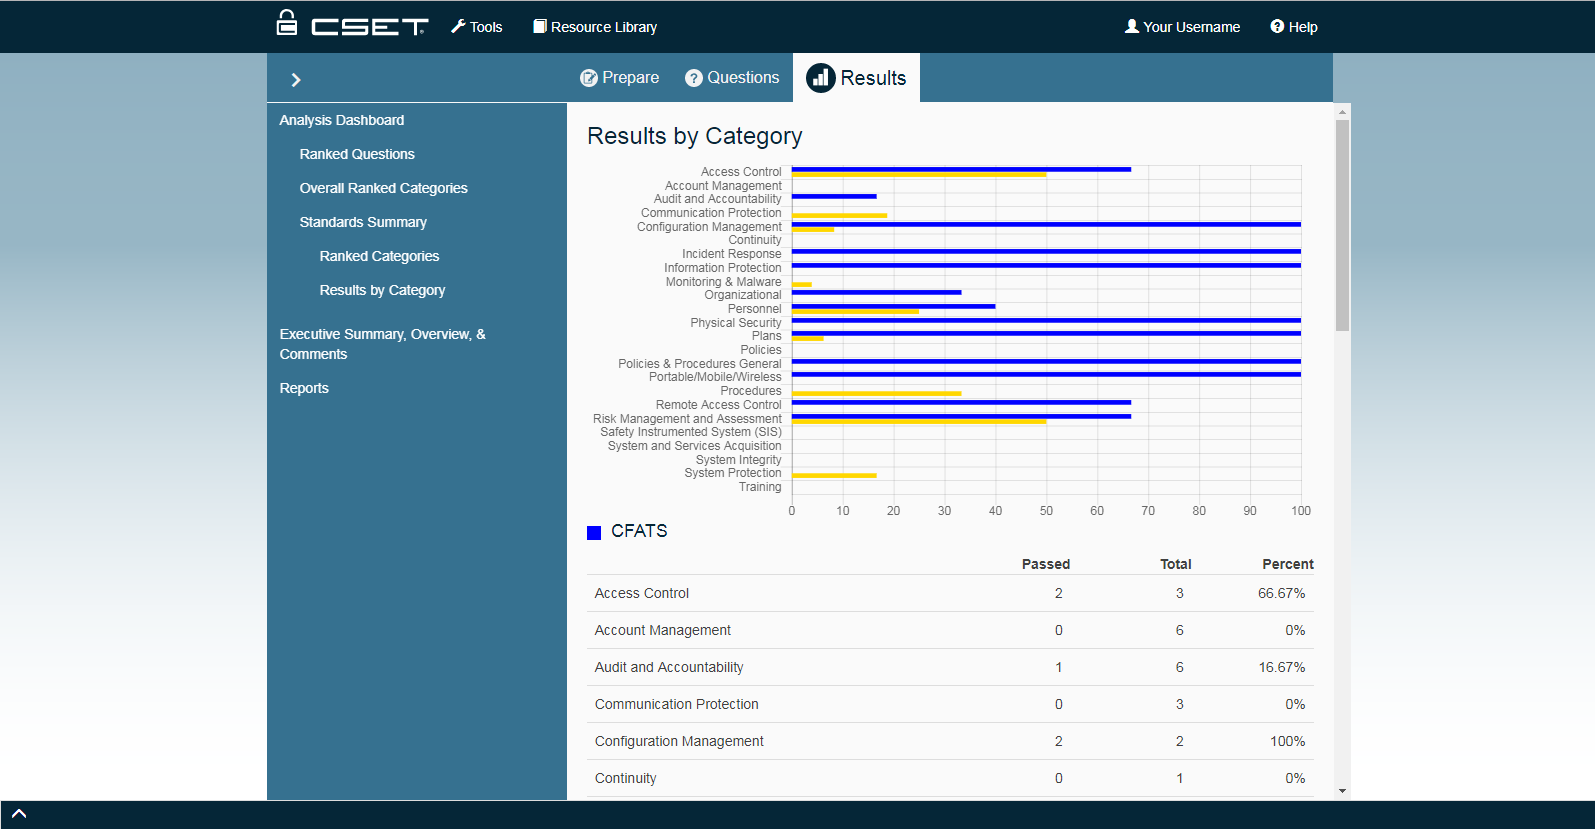 CSET Tools Resource Library Your Username Help
Prepare Questions Results
Analysis Dashboard
Ranked Questions
Overall Ranked Categories
Standards Summary
Ranked Categories
Results by Category
Executive Summary, Overview, &
Comments
Reports
Results by Category
Access Control
Account Management
Audit and Accountability
Communication Protection
Configuration Management
Continuity
Incident Response
Information Protection
Monitoring & Malware
Organizational
Personnel
Physical Security
Plans
Policies
Policies & Procedures General
Portable/Mobile/Wireless
Procedures
Remote Access Control
Risk Management and Assessment
Safety Instrumented System (SIS)
System and Services Acquisition
System Integrity
System Protection
Training
0 10 20 30 40 50 60 70 80 90 100
CFATS
Passed Total Percent
Access Control 2 3 66.67%
Account Management 0 6 0%
Audit and Accountability 1 6 16.67%
Communication Protection 0 3 0%
Configuration Management 2 2 100%
Continuity 0 1 0%